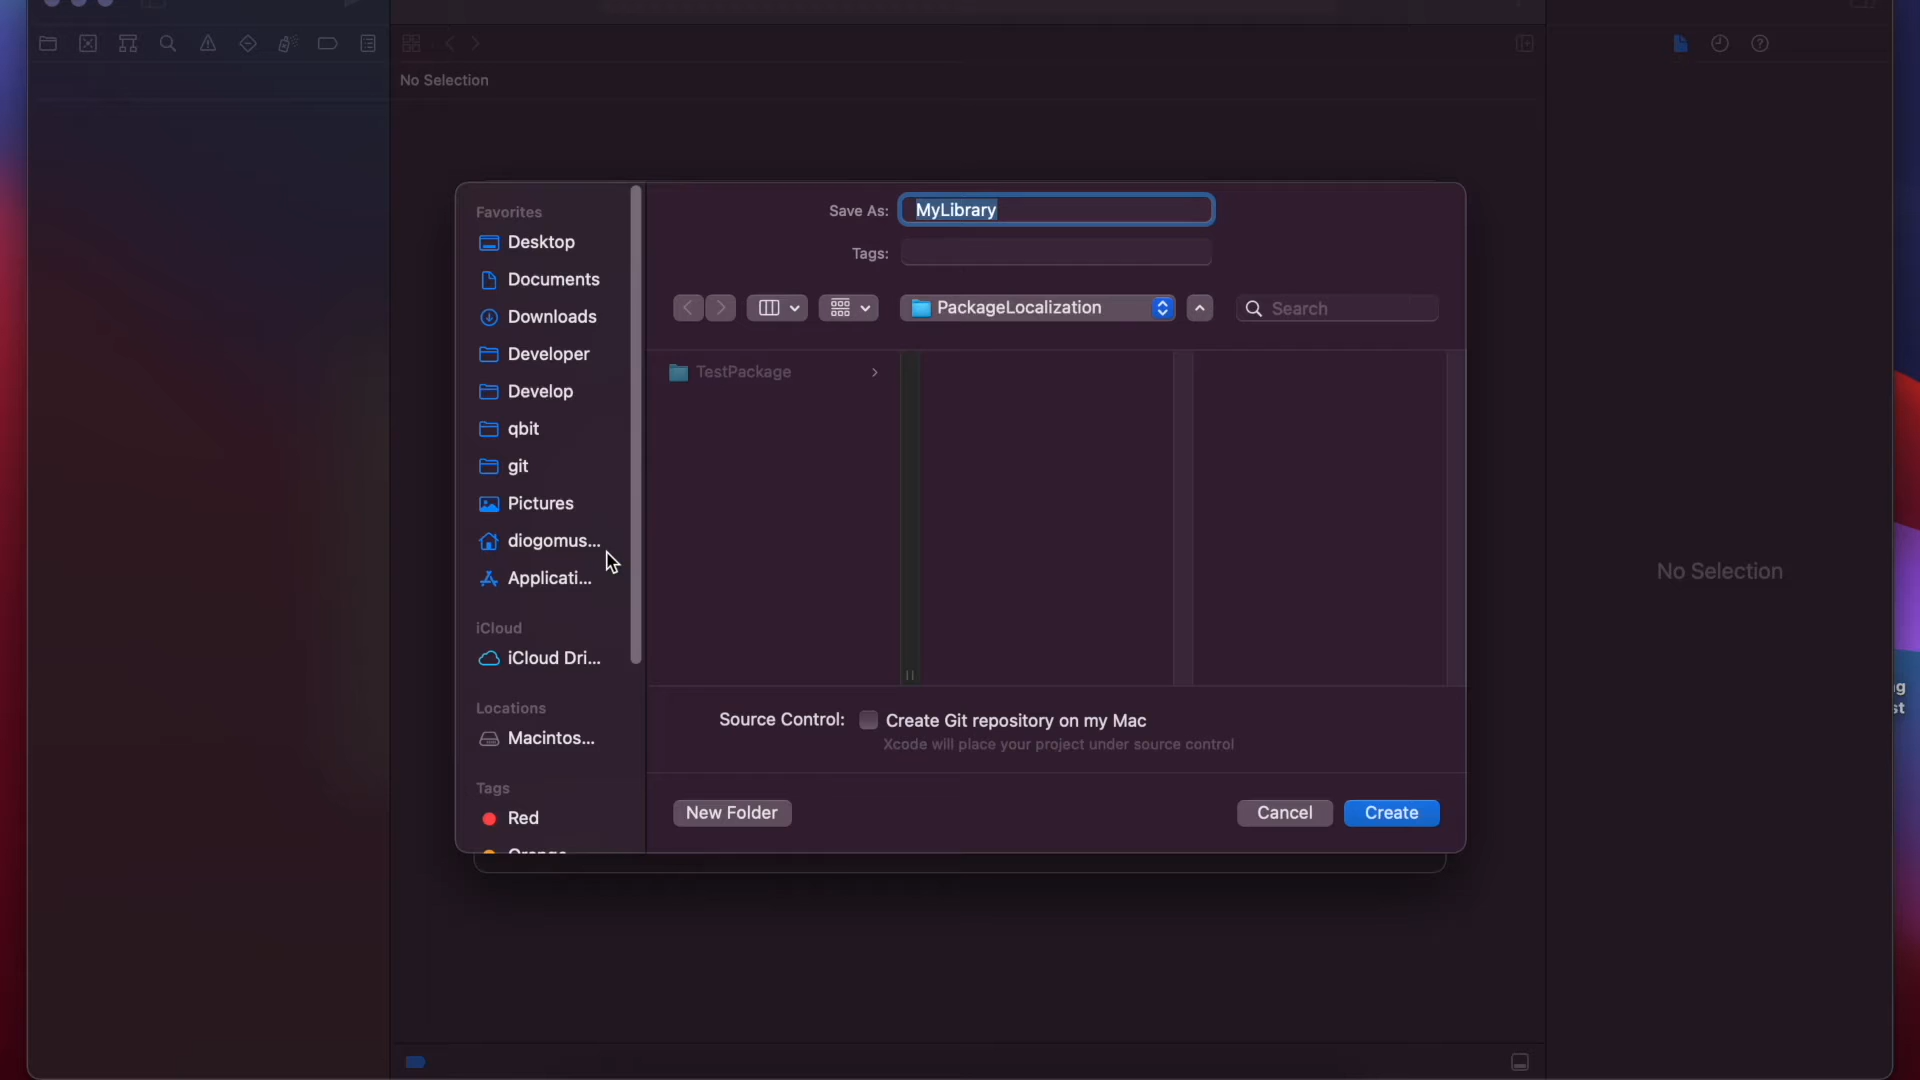 No Selection
Favorites
Desktop
Documents
Downloads
Developer
Develop
qbit
git
Pictures
diogomus...
Applicati...
iCloud
iCloud Dri...
Locations
Macintos...
Tags
Red
Orange
Save As: MyLibrary
Tags:
PackageLocalization
Search
TestPackage
Source Control: Create Git repository on my Mac
Xcode will place your project under source control
New Folder
Cancel
Create
No Selection